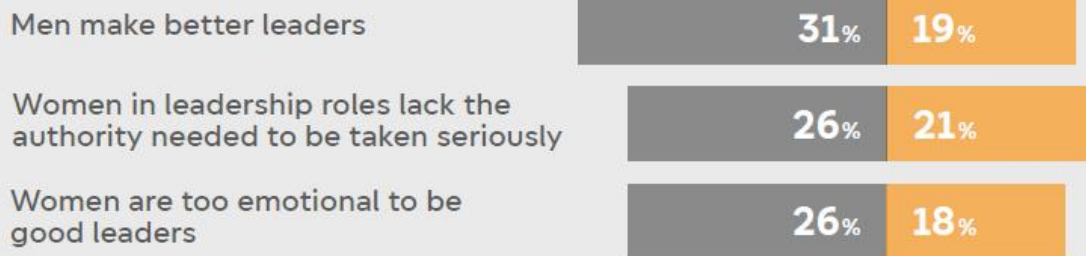 Men make better leaders
31% 19%
Women in leadership roles lack the
authority needed to be taken seriously
26% 21%
Women are too emotional to be
good leaders
26% 18%